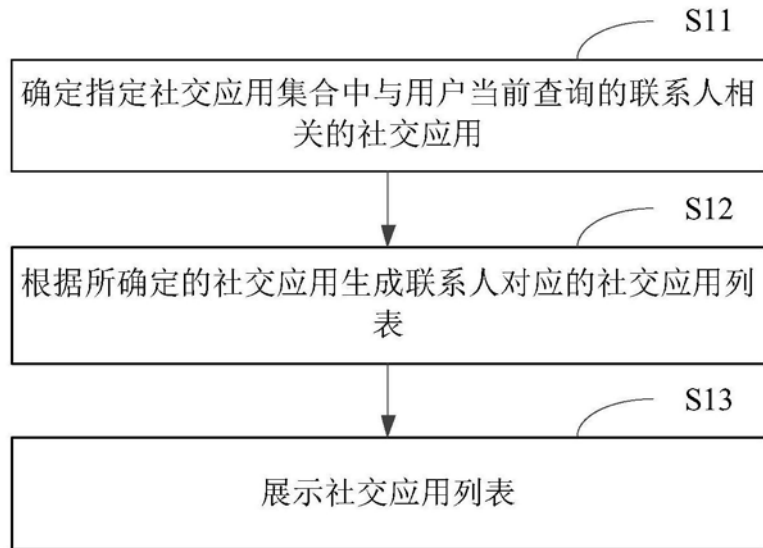 S11
确定指定社交应用集合中与用户当前查询的联系人相
关的社交应用
S12
根据所确定的社交应用生成联系人对应的社交应用列
表
S13
展示社交应用列表